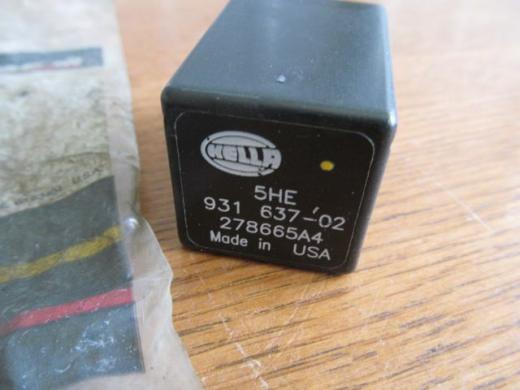 HELLA
5HE
931 637-02
278665A4
Made in USA